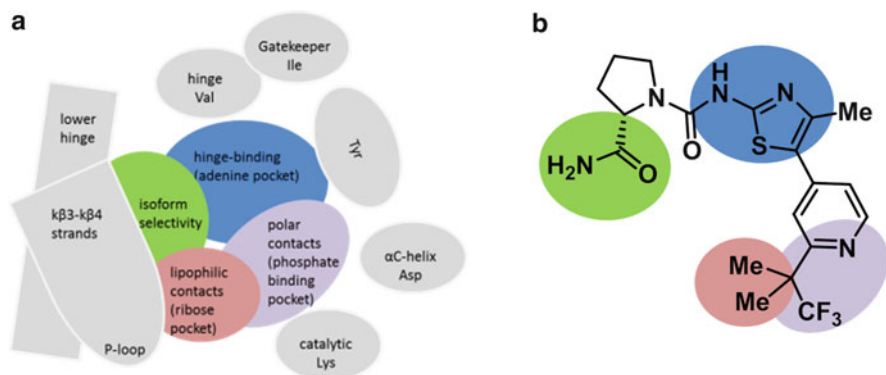 a
Gatekeeper
Ile
hinge
Val
lower
hinge
Tyr
hinge-binding
(adenine pocket)
isoform
selectivity
kβ3-kβ4
strands
polar
contacts
(phosphate
binding
pocket)
αC-helix
Asp
lipophilic
contacts
(ribose
pocket)
P-loop
catalytic
Lys
b
H
N
N
N
Me
S
O
H2N
O
N
Me
Me
CF3